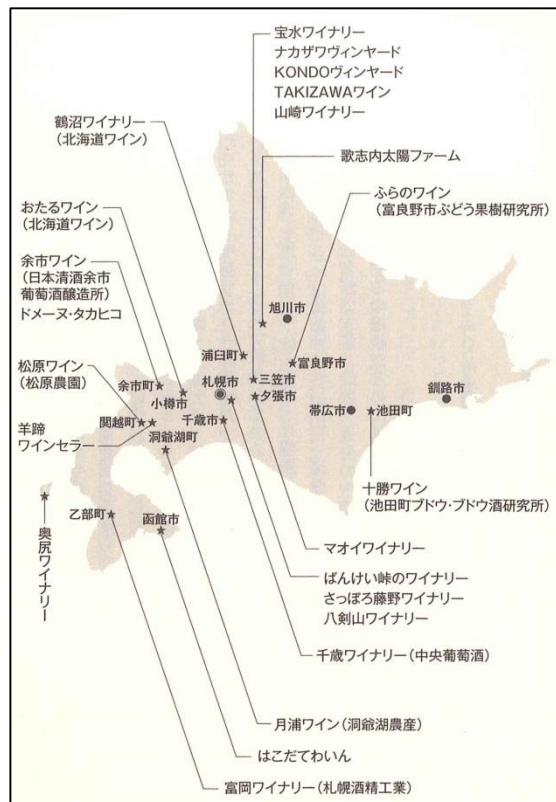 宝水ワイナリー
ナカザワヴィンヤード
KONDOヴィンヤード
TAKIZAWAワイン
山崎ワイナリー
鶴沼ワイナリー
(北海道ワイン)
歌志内太陽ファーム
ふらのワイン
(富良野市ぶどう果樹研究所)
おたるワイン
(北海道ワイン)
余市ワイン
(日本清酒余市
葡萄酒醸造所)
ドメーヌ・タカヒコ
松原ワイン
(松原農園)
羊蹄
ワインセラー
旭川市
浦臼町
富良野市
余市町
小樽市
札幌市
三笠市
夕張市
帯広市
池田町
釧路市
関越町
千歳市
洞爺湖町
乙部町
函館市
奥尻ワイナリー
十勝ワイン
(池田町ブドウ・ブドウ酒研究所)
マオイワイナリー
ばんけい峠のワイナリー
さっぽろ藤野ワイナリー
八剣山ワイナリー
千歳ワイナリー(中央葡萄酒)
月浦ワイン(洞爺湖農産)
はこだてわいん
富岡ワイナリー(札幌酒精工業)